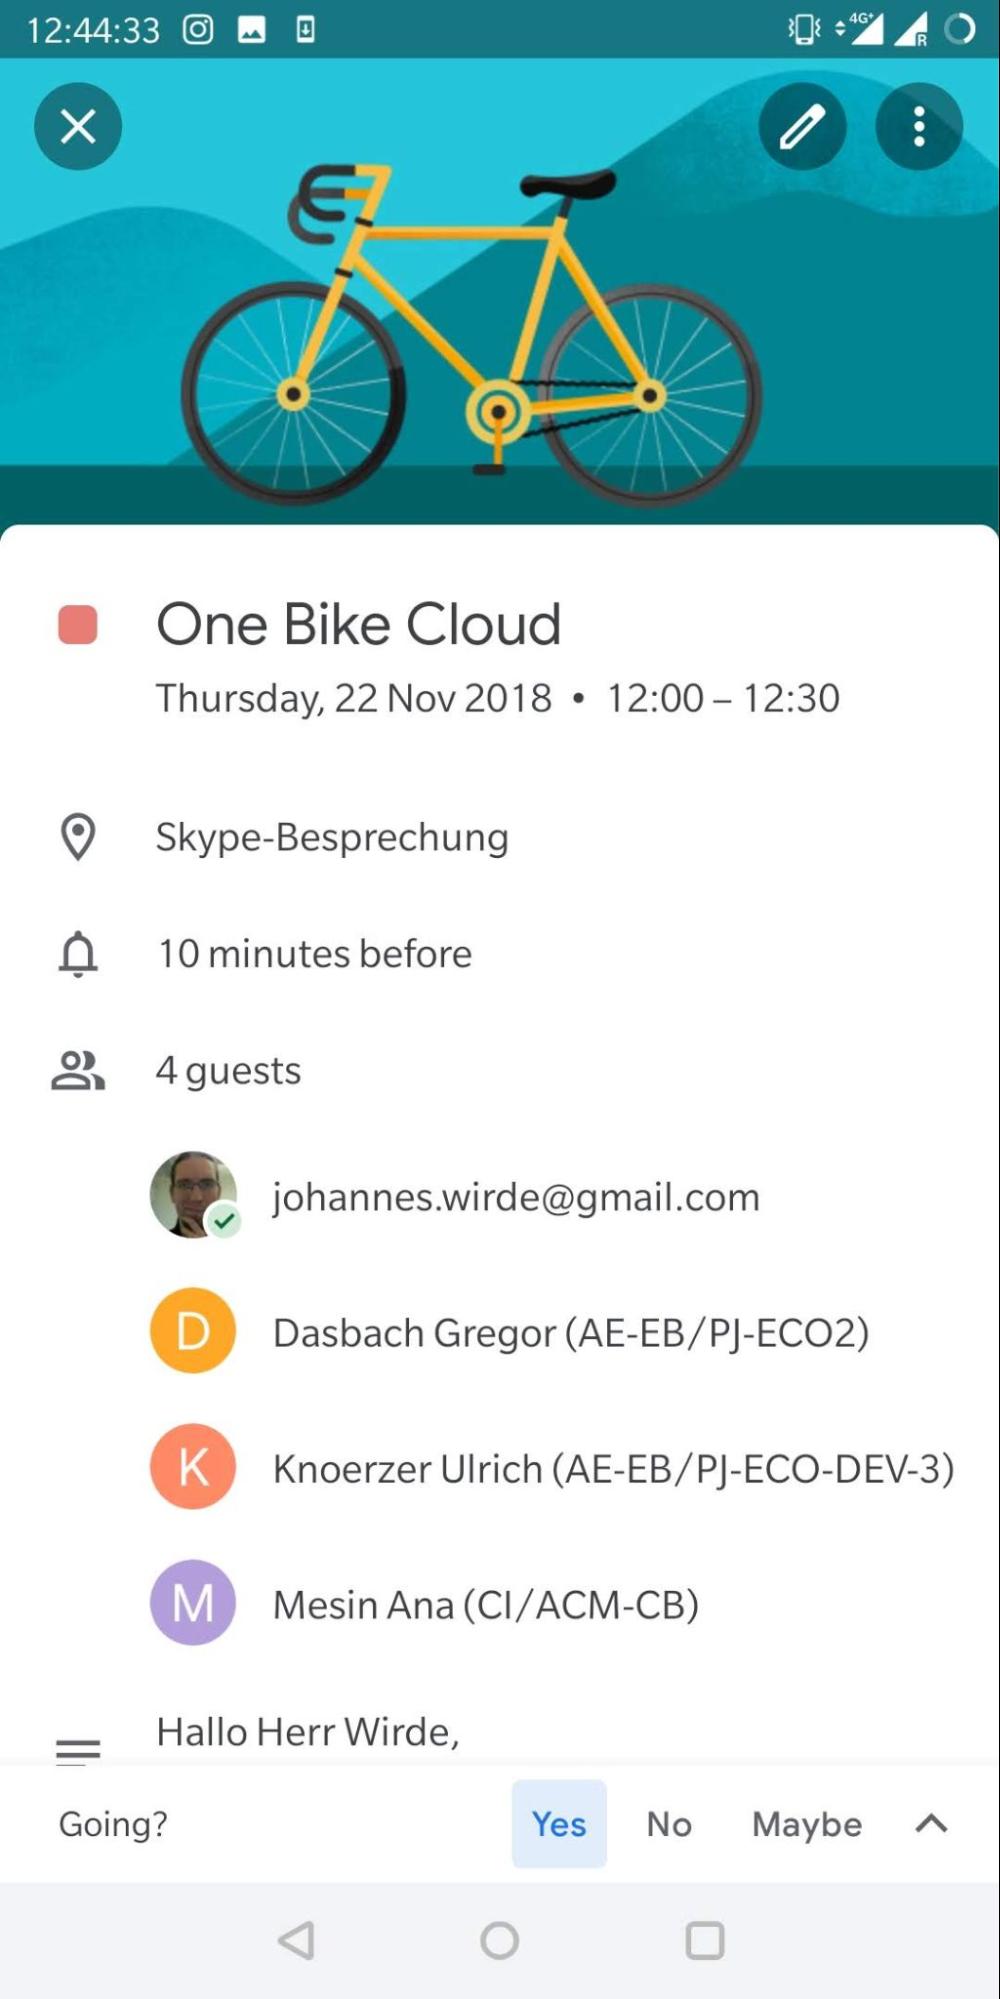 12:44:33
4G+
R
One Bike Cloud
Thursday, 22 Nov 2018 • 12:00 – 12:30
Skype-Besprechung
10 minutes before
4 guests
johannes.wirde@gmail.com
D Dasbach Gregor (AE-EB/PJ-ECO2)
K Knoerzer Ulrich (AE-EB/PJ-ECO-DEV-3)
M Mesin Ana (CI/ACM-CB)
Hallo Herr Wirde,
Going? Yes No Maybe